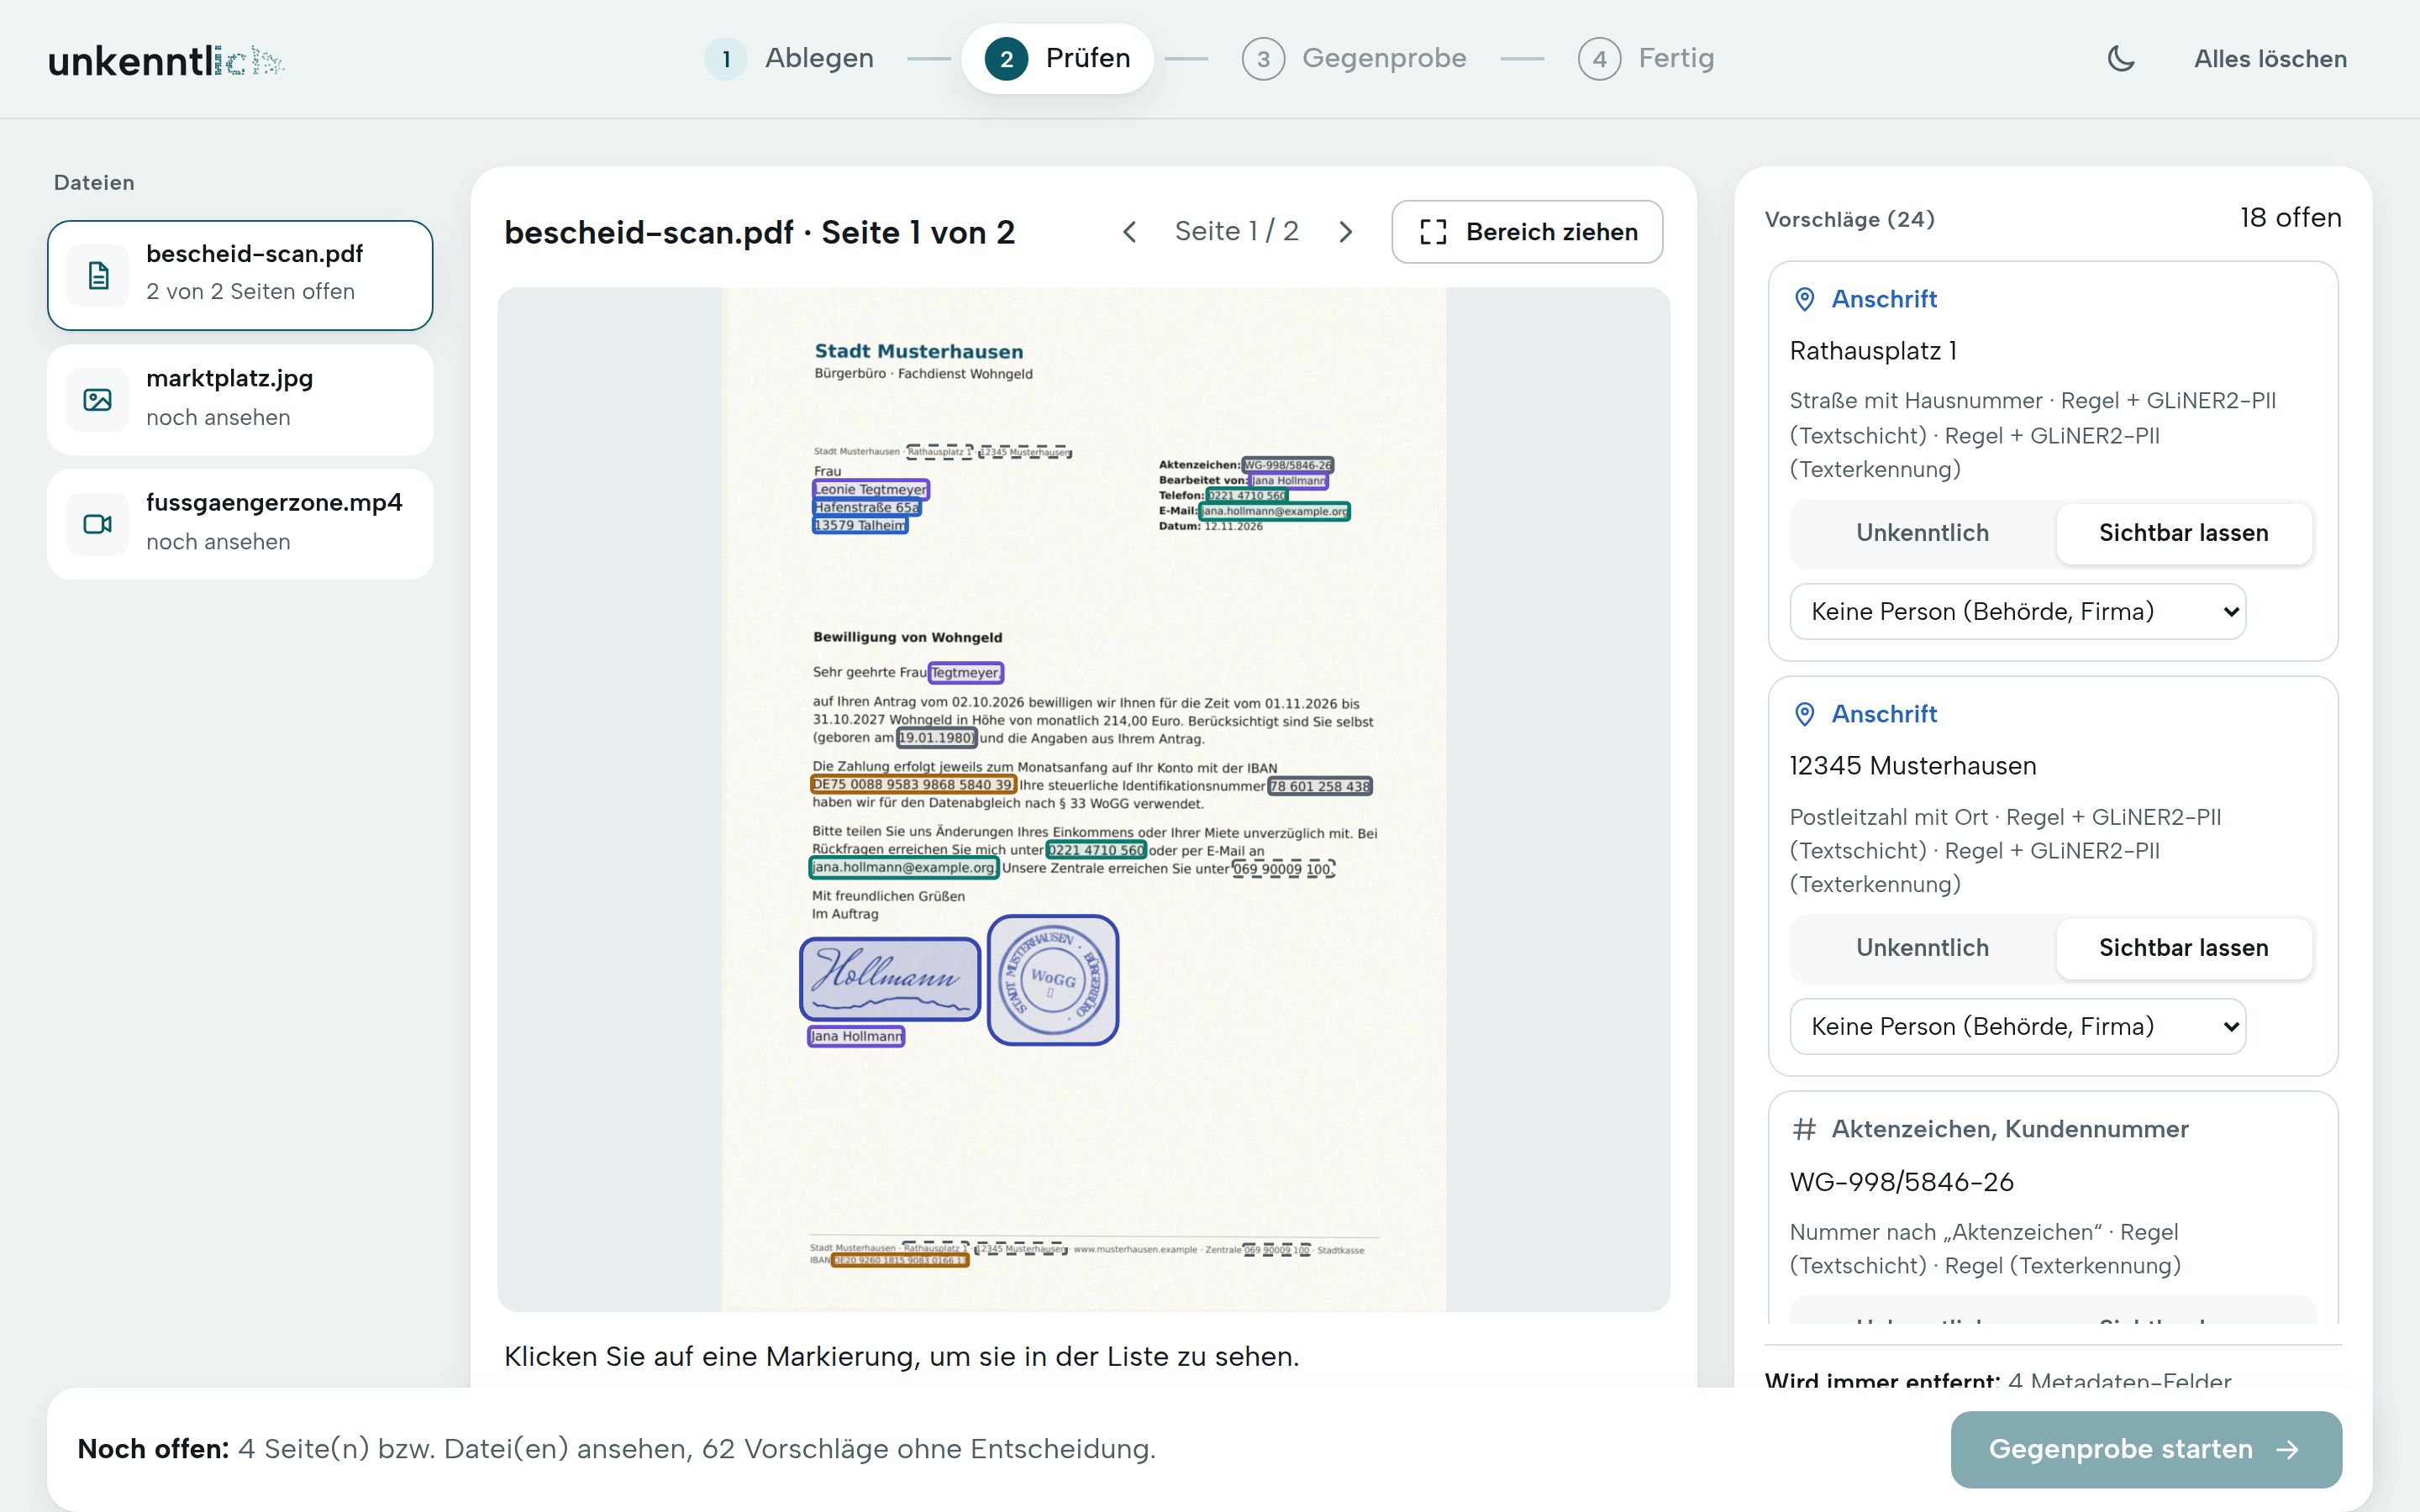 unkenntlich
1 Ablegen
2 Prüfen
3 Gegenprobe
4 Fertig
Alles löschen
Dateien
bescheid-scan.pdf
2 von 2 Seiten offen
marktplatz.jpg
noch ansehen
fussgaengerzone.mp4
noch ansehen
bescheid-scan.pdf · Seite 1 von 2
Seite 1 / 2
Bereich ziehen
Stadt Musterhausen
Bürgerbüro · Fachdienst Wohngeld
Stadt Musterhausen · Rathausplatz 1 · 12345 Musterhausen
Frau
Leonie Tegtmeyer
Hafenstraße 65a
13579 Talheim
Aktenzeichen: WG-998/5846-26
Bearbeitet von: Jana Hollmann
Telefon: 0221 4710 560
E-Mail: jana.hollmann@example.org
Datum: 12.11.2026
Bewilligung von Wohngeld
Sehr geehrte Frau Tegtmeyer,
auf Ihren Antrag vom 02.10.2026 bewilligen wir Ihnen für die Zeit vom 01.11.2026 bis
31.10.2027 Wohngeld in Höhe von monatlich 214,00 Euro. Berücksichtigt sind Sie selbst
(geboren am 19.01.1980) und die Angaben aus Ihrem Antrag.
Die Zahlung erfolgt jeweils zum Monatsanfang auf Ihr Konto mit der IBAN
DE75 0088 9583 9868 5840 39. Ihre steuerliche Identifikationsnummer 78 601 258 438
haben wir für den Datenabgleich nach § 33 WoGG verwendet.
Bitte teilen Sie uns Änderungen Ihres Einkommens oder Ihrer Miete unverzüglich mit. Bei
Rückfragen erreichen Sie mich unter 0221 4710 560 oder per E-Mail an
jana.hollmann@example.org. Unsere Zentrale erreichen Sie unter 069 90009 100.
Mit freundlichen Grüßen
Im Auftrag
Hollmann
STADT MUSTERHAUSEN · BÜRGERBÜRO ·
WoGG
Jana Hollmann
Stadt Musterhausen · Rathausplatz 1 · 12345 Musterhausen · www.musterhausen.example · Zentrale 069 90009 100 · Stadtkasse
IBAN DE20 9260 1815 9083 0166 13
Klicken Sie auf eine Markierung, um sie in der Liste zu sehen.
Vorschläge (24)
18 offen
Anschrift
Rathausplatz 1
Straße mit Hausnummer · Regel + GLiNER2-PII
(Textschicht) · Regel + GLiNER2-PII
(Texterkennung)
Unkenntlich
Sichtbar lassen
Keine Person (Behörde, Firma)
Anschrift
12345 Musterhausen
Postleitzahl mit Ort · Regel + GLiNER2-PII
(Textschicht) · Regel + GLiNER2-PII
(Texterkennung)
Unkenntlich
Sichtbar lassen
Keine Person (Behörde, Firma)
# Aktenzeichen, Kundennummer
WG-998/5846-26
Nummer nach „Aktenzeichen“ · Regel
(Textschicht) · Regel (Texterkennung)
Wird immer entfernt: 4 Metadaten-Felder
Noch offen: 4 Seite(n) bzw. Datei(en) ansehen, 62 Vorschläge ohne Entscheidung.
Gegenprobe starten